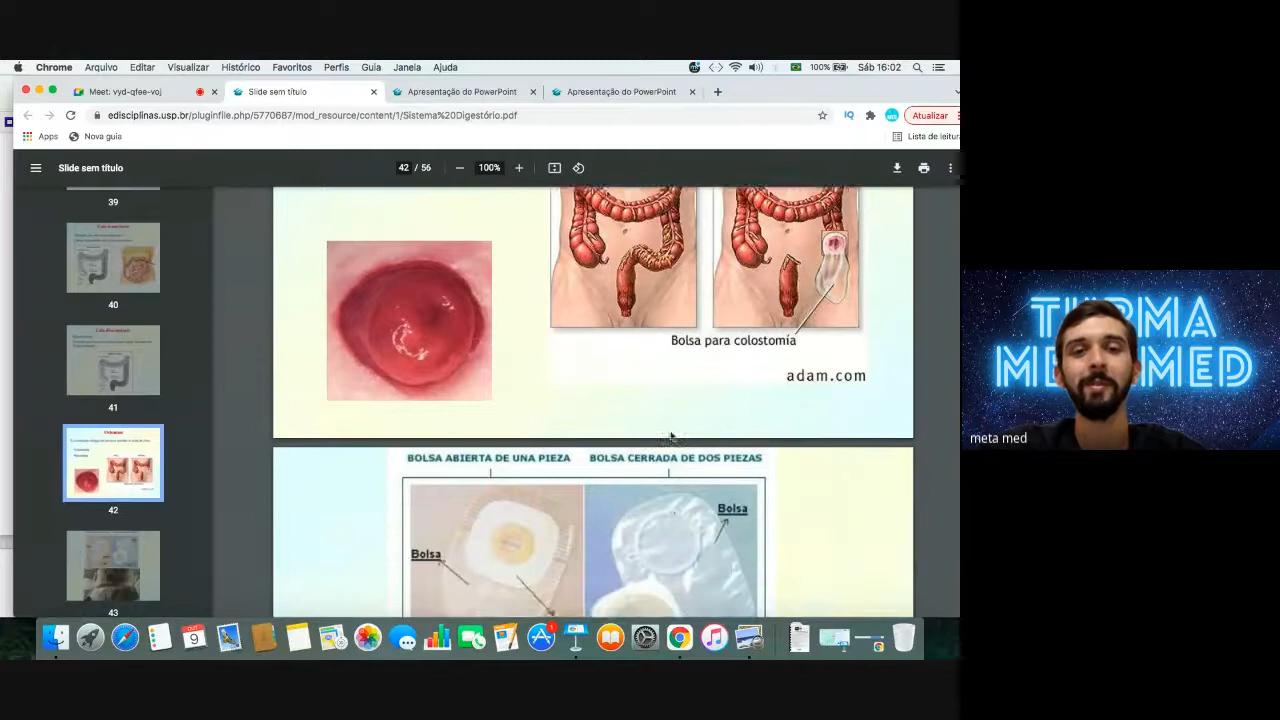 Chrome Arquivo Editar Visualizar Histórico Favoritos Perfis Guia Janela Ajuda 100% Sáb 16:02
Meet: vyd-qfee-voj
Slide sem título
Apresentação do PowerPoint
Apresentação do PowerPoint
edisciplinas.usp.br/pluginfile.php/5770687/mod_resource/content/1/Sistema%20Digestório.pdf
IQ
Atualizar
Apps
Nova guia
Lista de leitura
Slide sem título
42 / 56
100%
39
40
41
42
43
Bolsa para colostomía
adam.com
BOLSA ABIERTA DE UNA PIEZA
BOLSA CERRADA DE DOS PIEZAS
Bolsa
Bolsa
TURMA
meta med
9
1